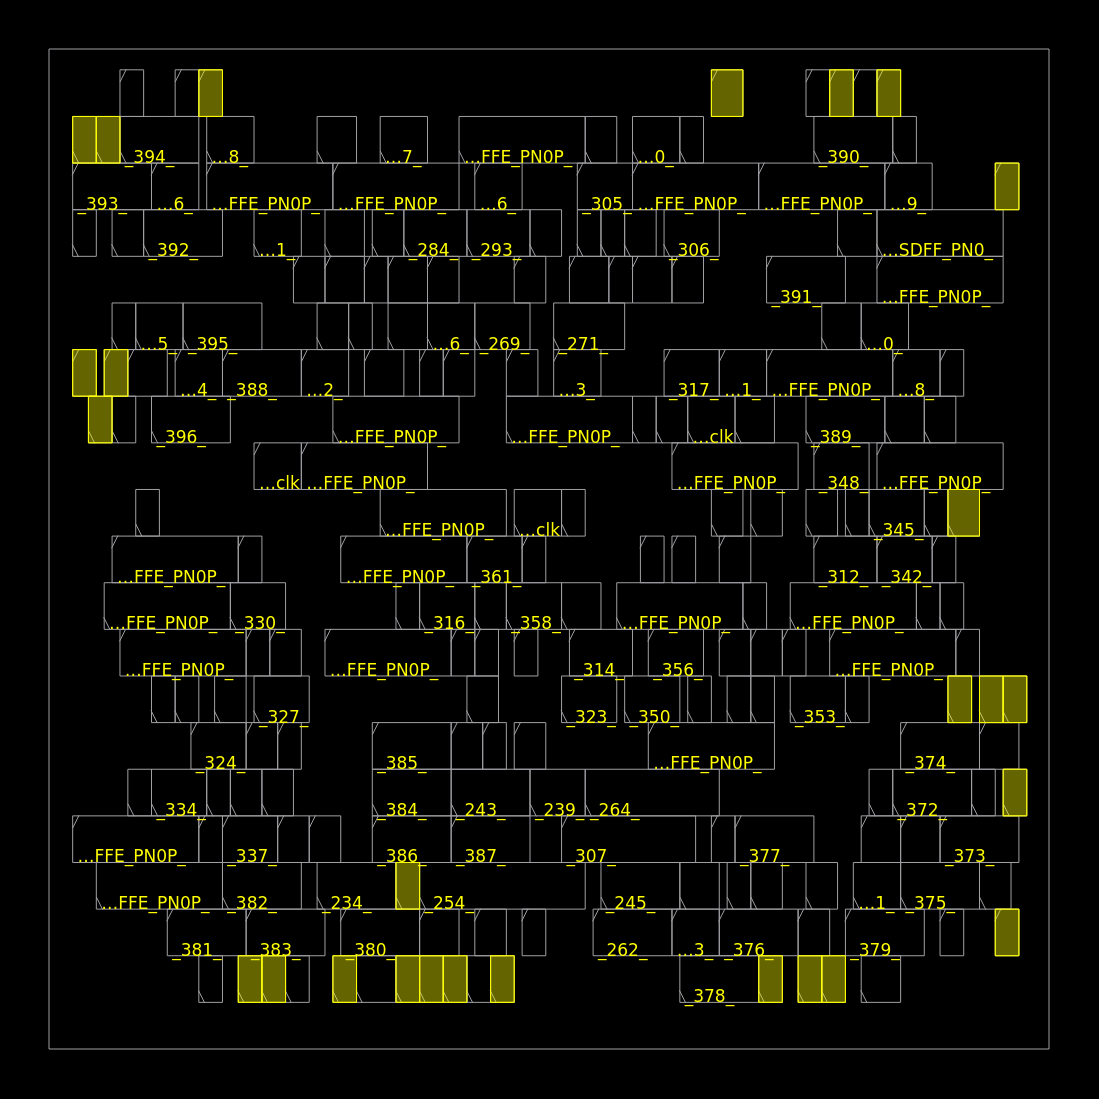 _394_ ...8_ ...7_ ...FFE_PN0P_ ...0_ _390_
_393_ ...6_ ...FFE_PN0P_ ...FFE_PN0P_ ...6_ _305_ ...FFE_PN0P_ ...FFE_PN0P_ ...9_
_392_ ...1_ _284_ _293_ _306_ ...SDFF_PN0_
_391_ ...FFE_PN0P_
...5_ _395_ ...6_ _269_ _271_ ...0_
...4_ _388_ ...2_ ...3_ _317_ ...1_ ...FFE_PN0P_ ...8_
_396_ ...FFE_PN0P_ ...FFE_PN0P_ ...clk _389_
...clk ...FFE_PN0P_ ...FFE_PN0P_ _348_ ...FFE_PN0P_
...FFE_PN0P_ ...clk _345_
...FFE_PN0P_ ...FFE_PN0P_ _361_ _312_ _342_
...FFE_PN0P_ _330_ _316_ _358_ ...FFE_PN0P_ ...FFE_PN0P_
...FFE_PN0P_ ...FFE_PN0P_ _314_ _356_ ...FFE_PN0P_
_327_ _323_ _350_ _353_
_324_ _385_ ...FFE_PN0P_ _374_
_334_ _384_ _243_ _239_ _264_ _372_
...FFE_PN0P_ _337_ _386_ _387_ _307_ _377_ _373_
...FFE_PN0P_ _382_ _234_ _254_ _245_ ...1_ _375_
_381_ _383_ _380_ _262_ ...3_ _376_ _379_
_378_